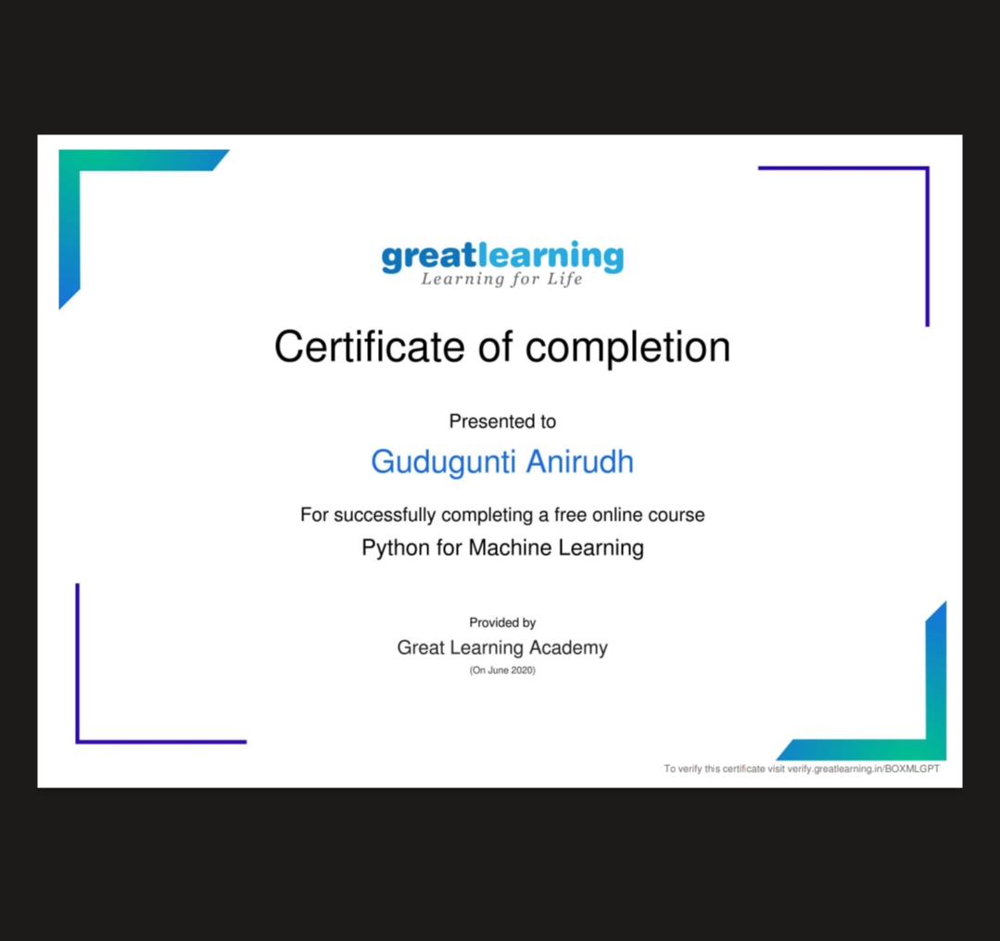 greatlearning
Learning for Life
Certificate of completion
Presented to
Gudugunti Anirudh
For successfully completing a free online course
Python for Machine Learning
Provided by
Great Learning Academy
(On June 2020)
To verify this certificate visit verify.greatlearning.in/BOXMLGPT